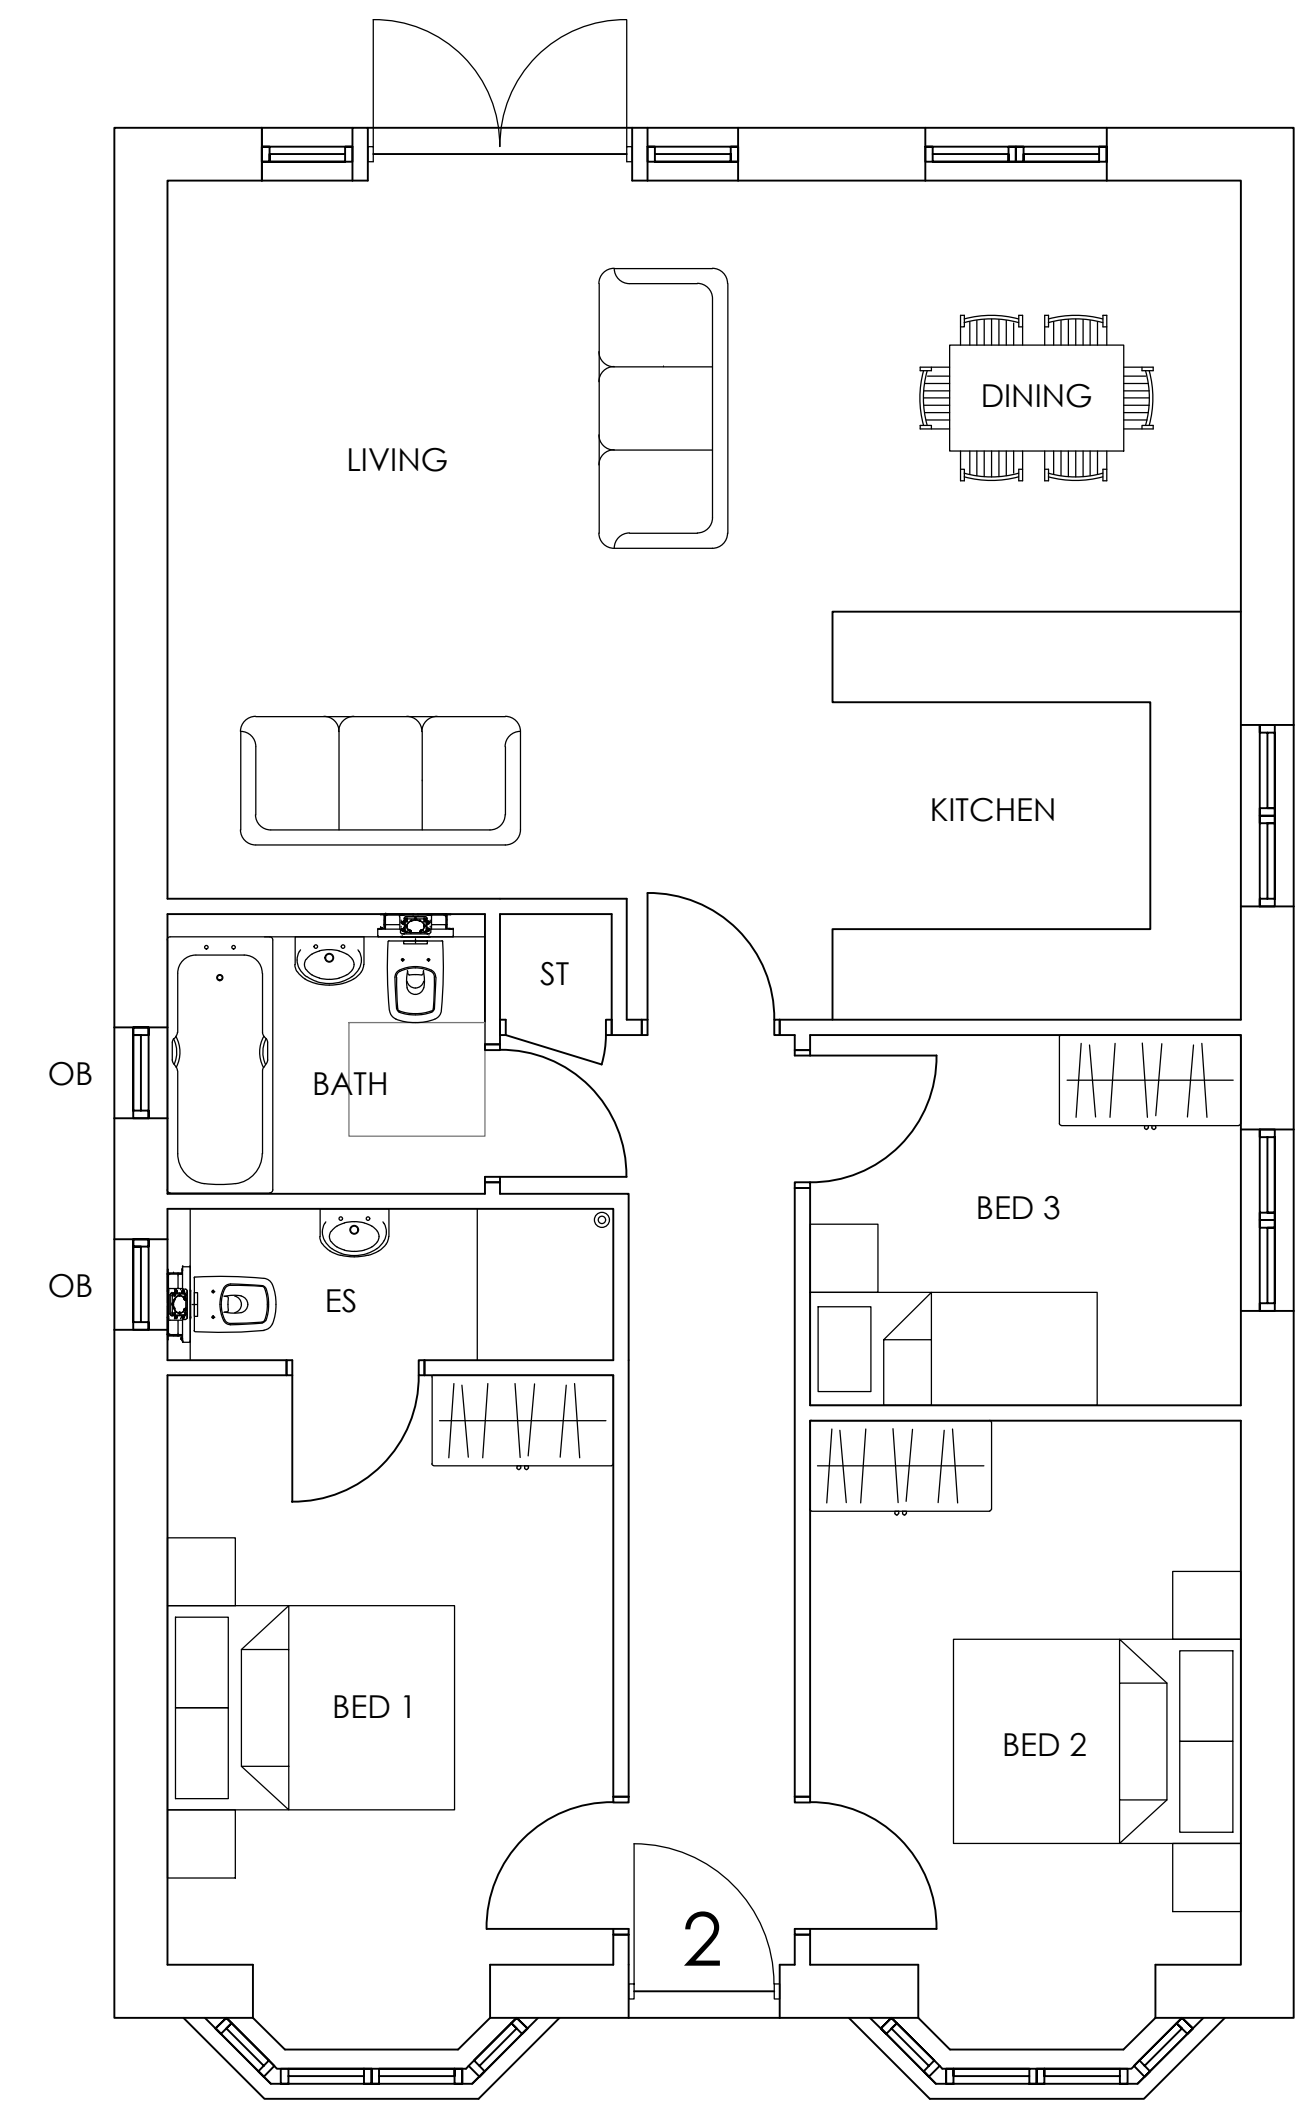 DINING
LIVING
KITCHEN
ST
OB
BATH
BED 3
OB
ES
BED 1
BED 2
2